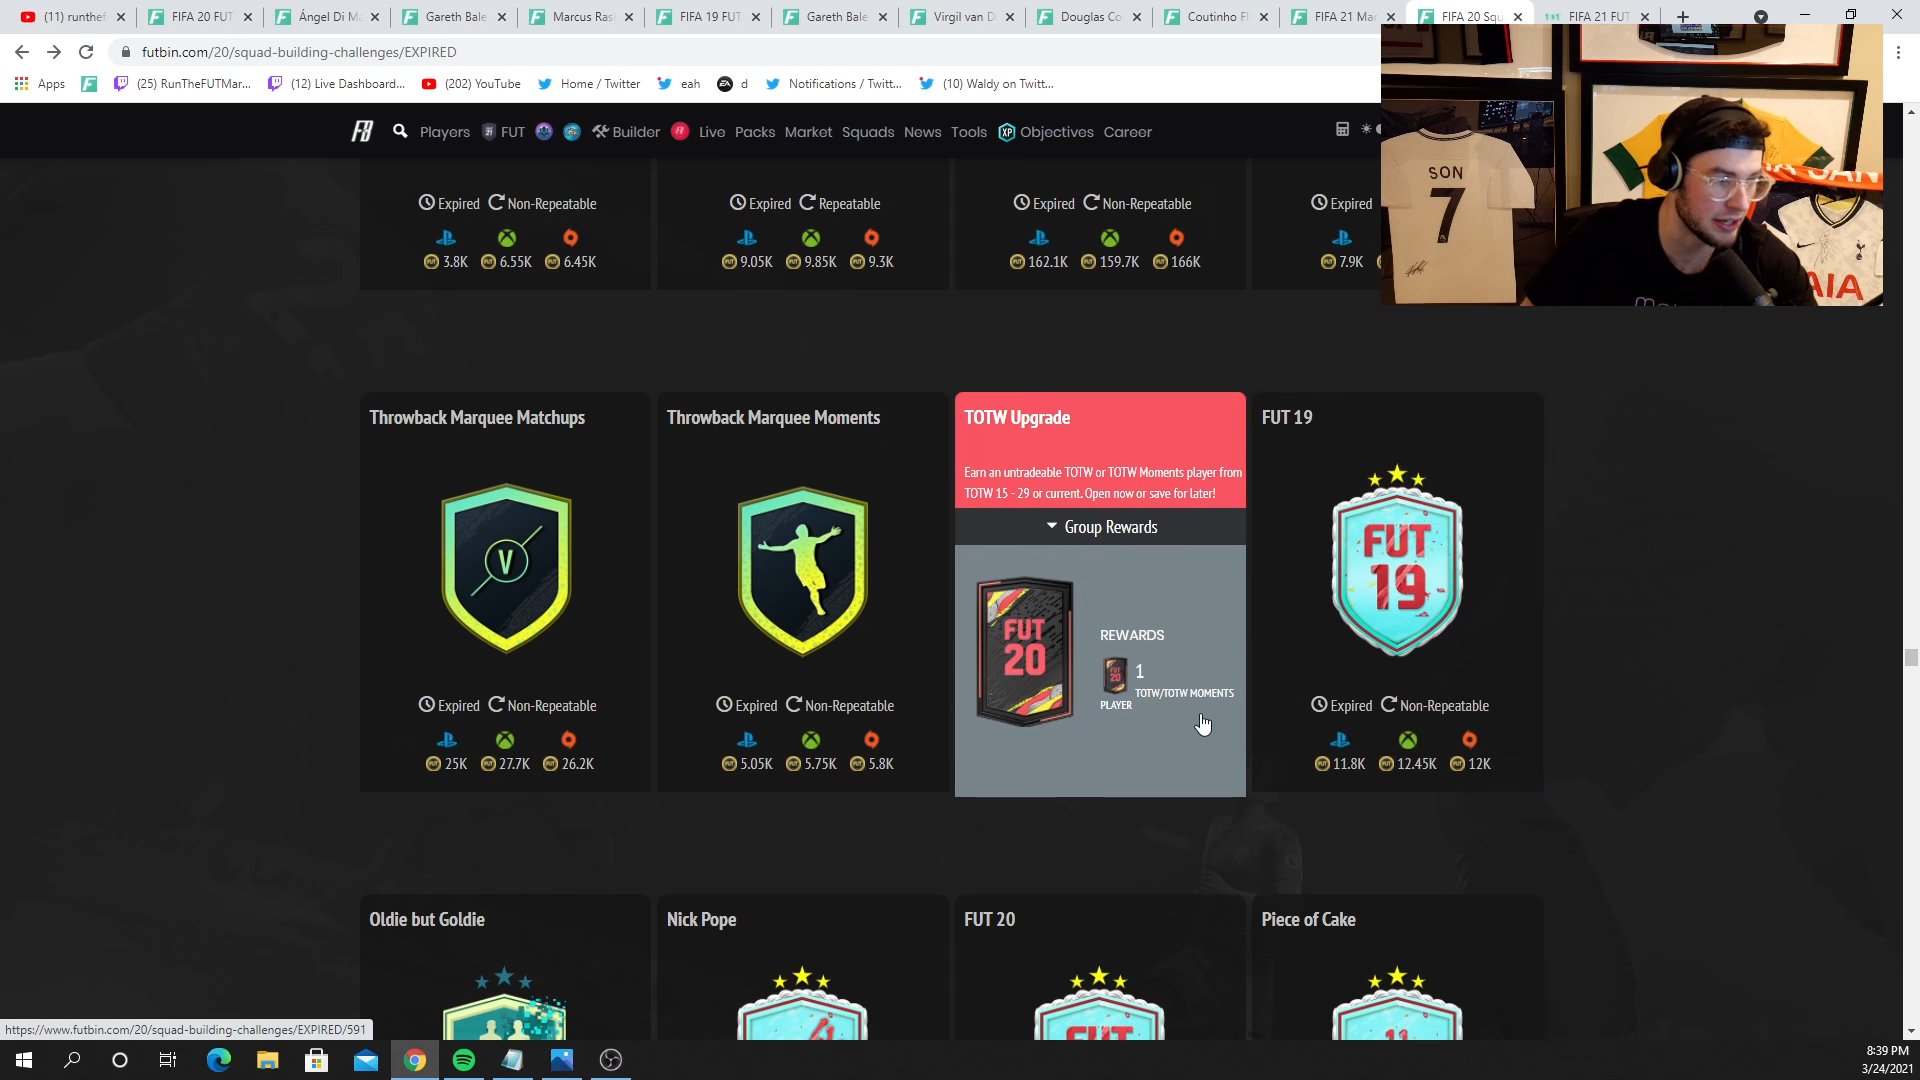 (11) runthef
FIFA 20 FUT
Ángel Di Ma
Gareth Bale
Marcus Ras
FIFA 19 FUT
Gareth Bale
Virgil van D
Douglas Co
Coutinho FI
FIFA 21 Mar
FIFA 20 Squ
FIFA 21 FUT
futbin.com/20/squad-building-challenges/EXPIRED
Apps
(25) RunTheFUTMar...
(12) Live Dashboard...
(202) YouTube
Home / Twitter
eah
d
Notifications / Twitt...
(10) Waldy on Twitt...
Players FUT Builder Live Packs Market Squads News Tools XP Objectives Career
SON
7
Expired Non-Repeatable
3.8K 6.55K 6.45K
Expired Repeatable
9.05K 9.85K 9.3K
Expired Non-Repeatable
162.1K 159.7K 166K
Expired
7.9K
AIA
Throwback Marquee Matchups
V
Expired Non-Repeatable
25K 27.7K 26.2K
Throwback Marquee Moments
Expired Non-Repeatable
5.05K 5.75K 5.8K
TOTW Upgrade
Earn an untradeable TOTW or TOTW Moments player from
TOTW 15 - 29 or current. Open now or save for later!
Group Rewards
FUT
20
REWARDS
1
TOTW/TOTW MOMENTS
PLAYER
FUT 19
FUT
19
Expired Non-Repeatable
11.8K 12.45K 12K
Oldie but Goldie
Nick Pope
FUT 20
Piece of Cake
https://www.futbin.com/20/squad-building-challenges/EXPIRED/591
8:39 PM
3/24/2021